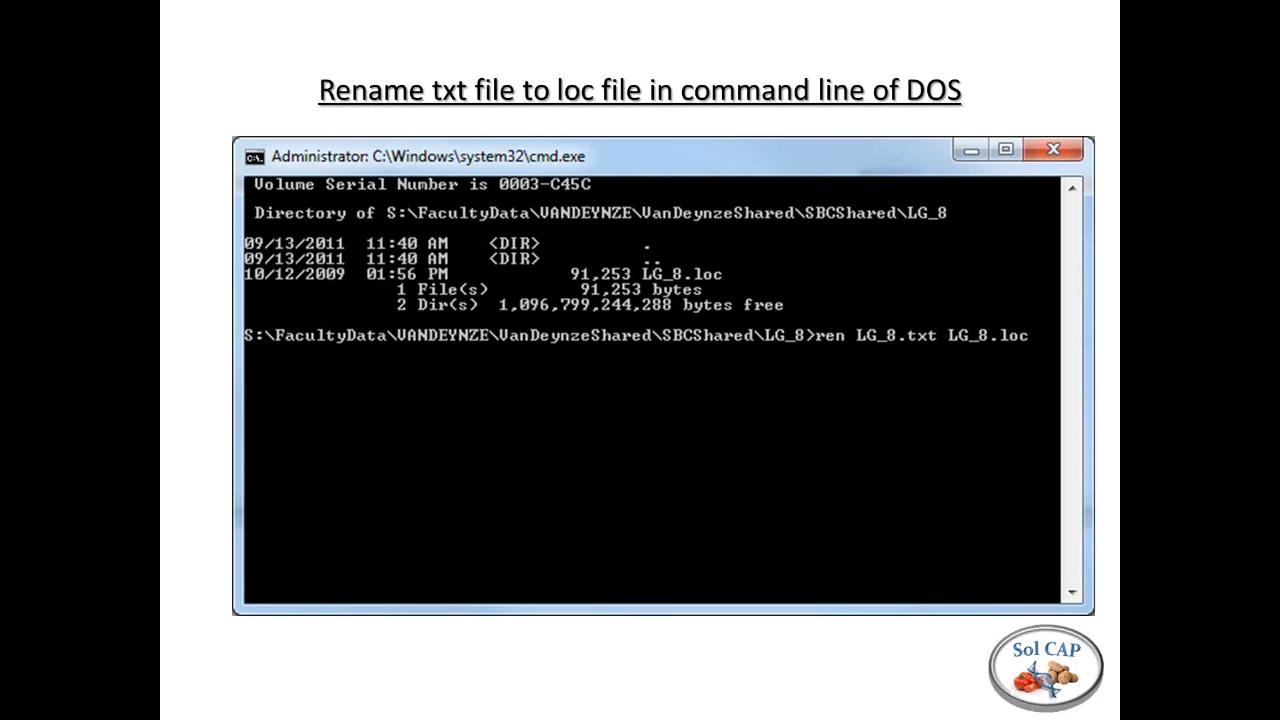 Rename txt file to loc file in command line of DOS
C:\.
Administrator: C:\Windows\system32\cmd.exe
Volume Serial Number is 0003-C45C
Directory of S:\FacultyData\VANDEYNZE\VanDeynzeShared\SBCShared\LG_8
09/13/2011  11:40 AM    <DIR>          .
09/13/2011  11:40 AM    <DIR>          ..
10/12/2009  01:56 PM            91,253 LG_8.loc
1 File(s)         91,253 bytes
2 Dir(s)  1,096,799,244,288 bytes free
S:\FacultyData\VANDEYNZE\VanDeynzeShared\SBCShared\LG_8>ren LG_8.txt LG_8.loc
Sol CAP